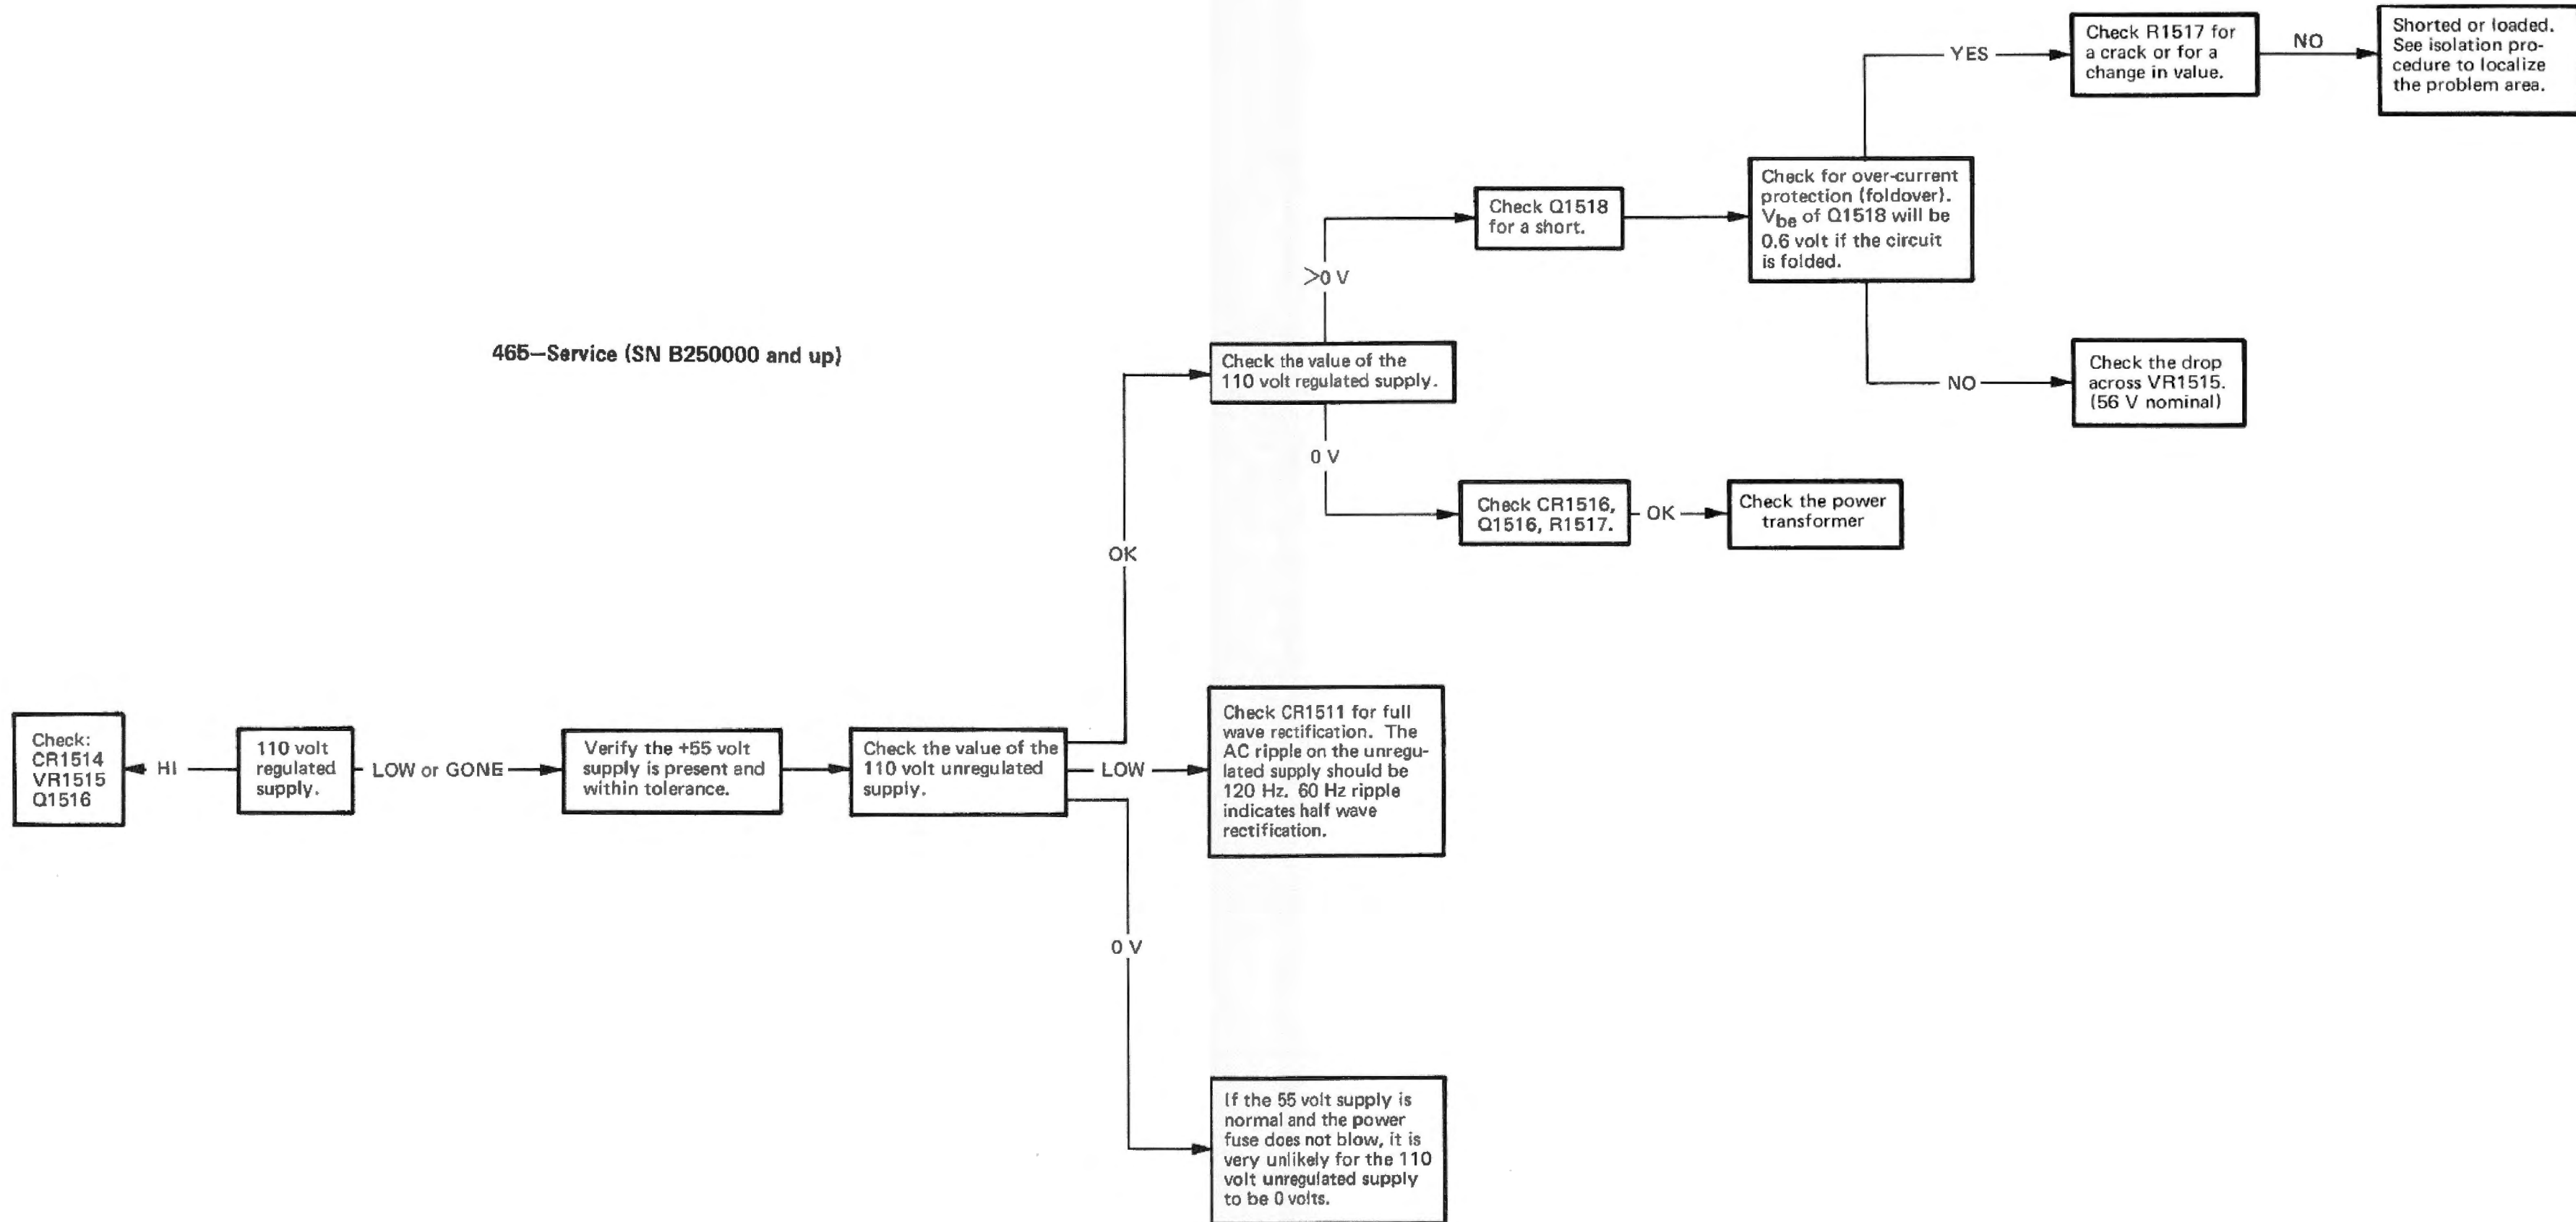 465—Service (SN B250000 and up)
Check:
CR1514
VR1515
Q1516
HI
110 volt
regulated
supply.
LOW or GONE
Verify the +55 volt
supply is present and
within tolerance.
Check the value of the
110 volt unregulated
supply.
OK
LOW
0 V
Check the value of the
110 volt regulated supply.
>0 V
0 V
Check Q1518
for a short.
Check for over-current
protection (foldover).
Vbe of Q1518 will be
0.6 volt if the circuit
is folded.
YES
Check R1517 for
a crack or for a
change in value.
NO
Shorted or loaded.
See isolation pro-
cedure to localize
the problem area.
NO
Check the drop
across VR1515.
(56 V nominal)
Check CR1516,
Q1516, R1517.
OK
Check the power
transformer
Check CR1511 for full
wave rectification. The
AC ripple on the unregu-
lated supply should be
120 Hz. 60 Hz ripple
indicates half wave
rectification.
If the 55 volt supply is
normal and the power
fuse does not blow, it is
very unlikely for the 110
volt unregulated supply
to be 0 volts.